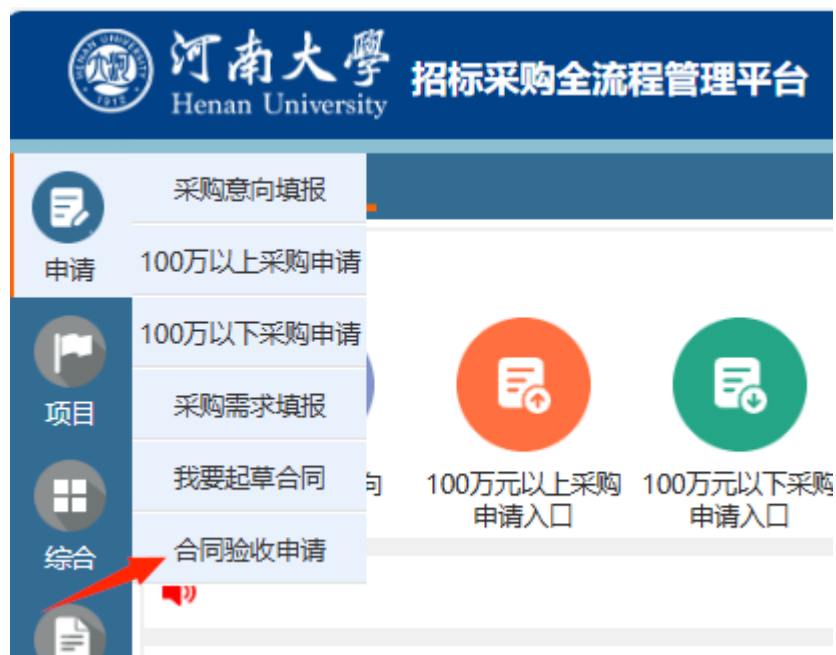 河南大學
Henan University
招标采购全流程管理平台
1912
申请
采购意向填报
100万以上采购申请
100万以下采购申请
采购需求填报
我要起草合同
合同验收申请
项目
综合
向
100万元以上采购
申请入口
100万元以下采购
申请入口